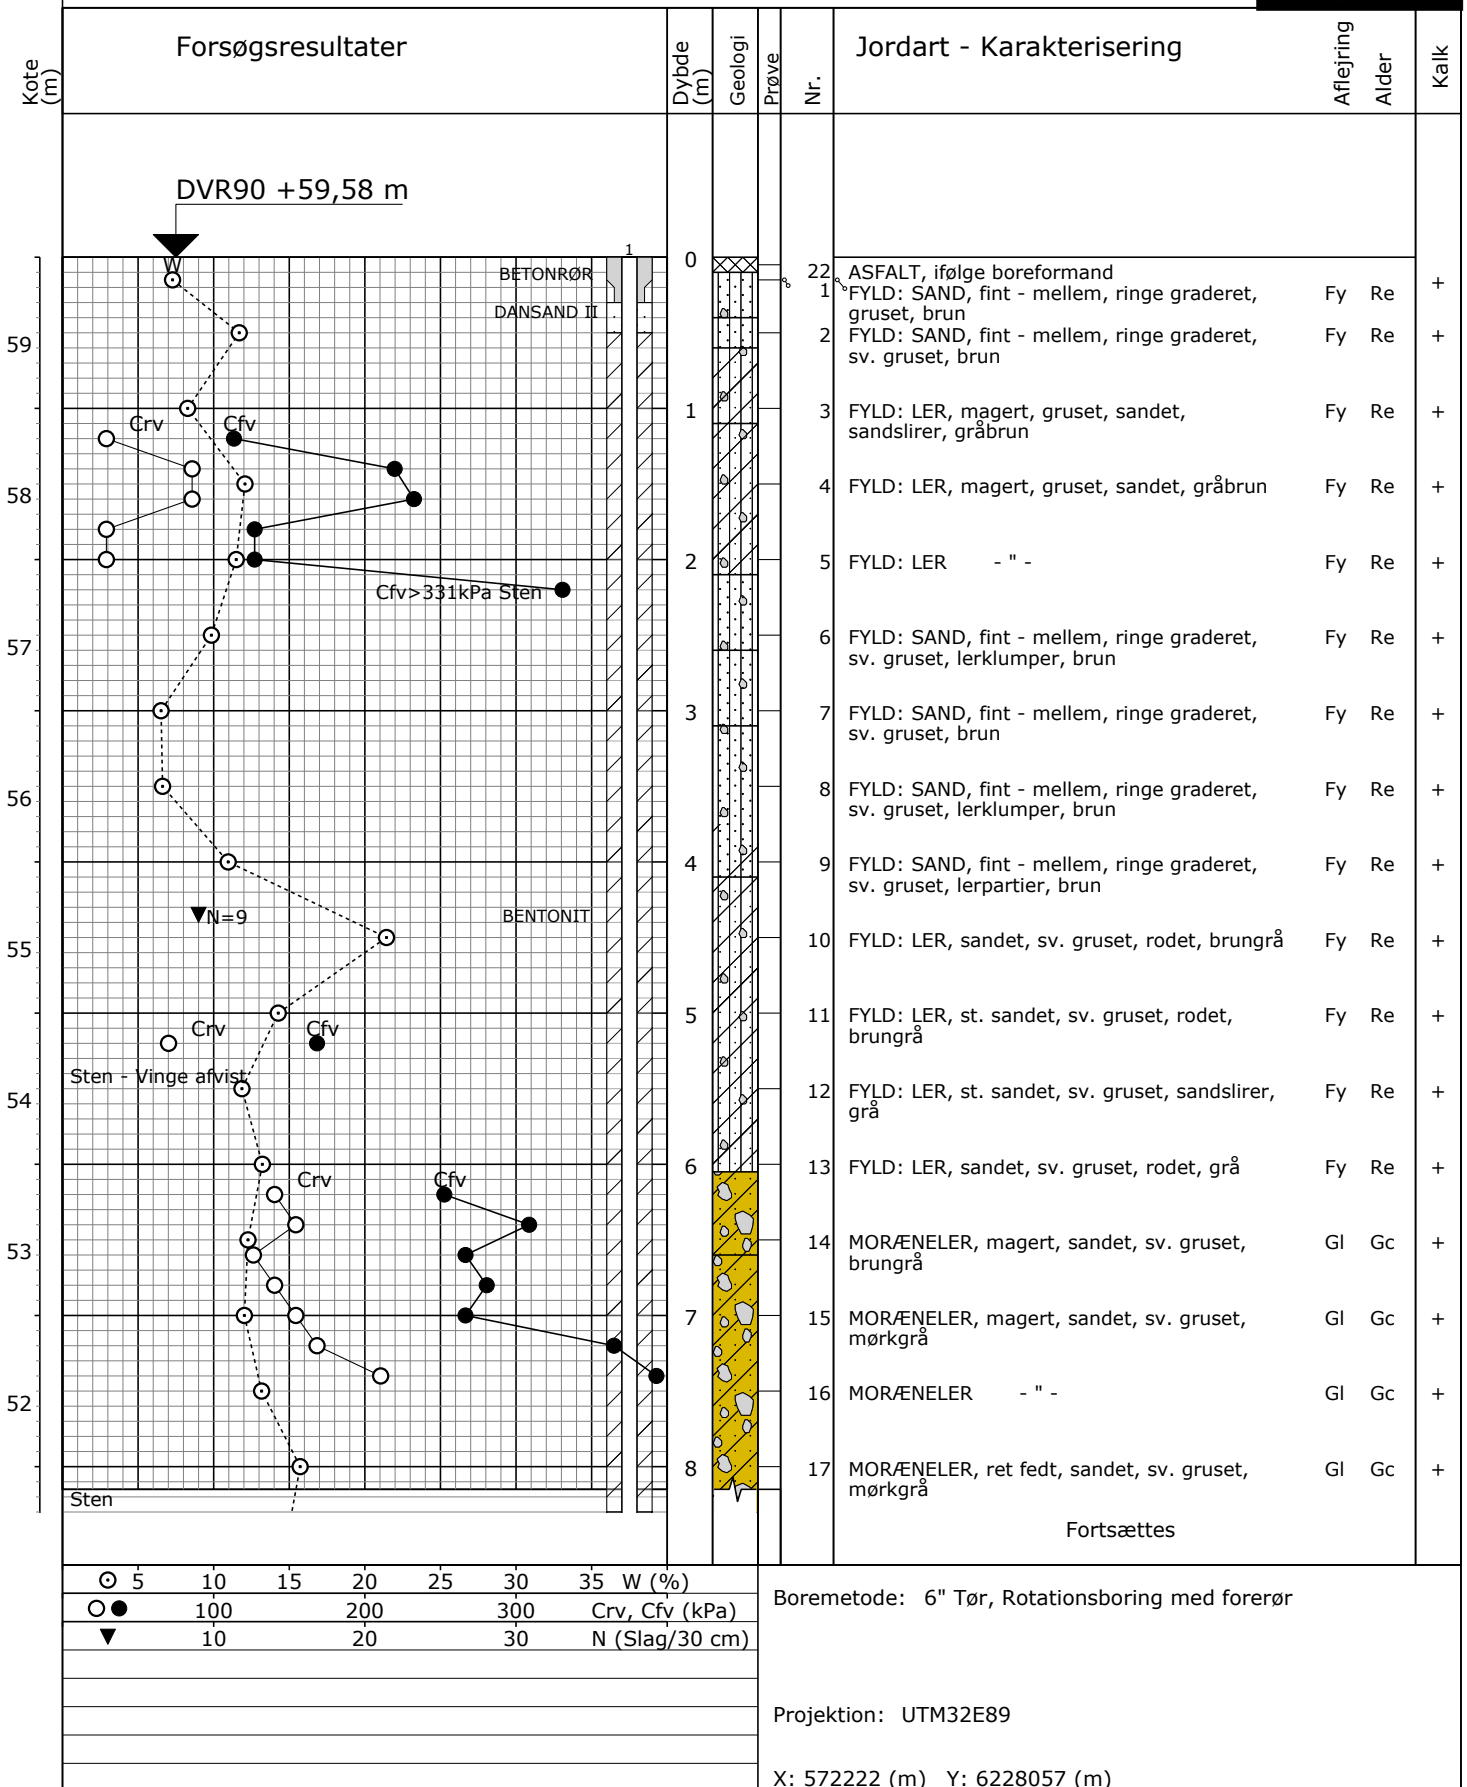 Kote (m)
Forsøgsresultater
Dybde (m)
Geologi
Prøve
Nr.
Jordart - Karakterisering
Aflejring
Alder
Kalk
DVR90 +59,58 m
W
1
BETONRØR
DANSAND II
59
58
57
56
55
54
53
52
Crv Cfv
Cfv>331kPa Sten
N=9
BENTONIT
Crv Cfv
Sten - Vinge afvist
Crv Cfv
Sten
0
1
2
3
4
5
6
7
8
22 ASFALT, ifølge boreformand +
1 FYLD: SAND, fint - mellem, ringe graderet, Fy Re
gruset, brun
2 FYLD: SAND, fint - mellem, ringe graderet, Fy Re +
sv. gruset, brun
3 FYLD: LER, magert, gruset, sandet, Fy Re +
sandslirer, gråbrun
4 FYLD: LER, magert, gruset, sandet, gråbrun Fy Re +
5 FYLD: LER - " - Fy Re +
6 FYLD: SAND, fint - mellem, ringe graderet, Fy Re +
sv. gruset, lerklumper, brun
7 FYLD: SAND, fint - mellem, ringe graderet, Fy Re +
sv. gruset, brun
8 FYLD: SAND, fint - mellem, ringe graderet, Fy Re +
sv. gruset, lerklumper, brun
9 FYLD: SAND, fint - mellem, ringe graderet, Fy Re +
sv. gruset, lerpartier, brun
10 FYLD: LER, sandet, sv. gruset, rodet, brungrå Fy Re +
11 FYLD: LER, st. sandet, sv. gruset, rodet, Fy Re +
brungrå
12 FYLD: LER, st. sandet, sv. gruset, sandslirer, Fy Re +
grå
13 FYLD: LER, sandet, sv. gruset, rodet, grå Fy Re +
14 MORÆNELER, magert, sandet, sv. gruset, Gl Gc +
brungrå
15 MORÆNELER, magert, sandet, sv. gruset, Gl Gc +
mørkgrå
16 MORÆNELER - " - Gl Gc +
17 MORÆNELER, ret fedt, sandet, sv. gruset, Gl Gc +
mørkgrå
Fortsættes
5 10 15 20 25 30 35 W (%)
100 200 300 Crv, Cfv (kPa)
10 20 30 N (Slag/30 cm)
Boremetode: 6" Tør, Rotationsboring med forerør
Projektion: UTM32E89
X: 572222 (m) Y: 6228057 (m)